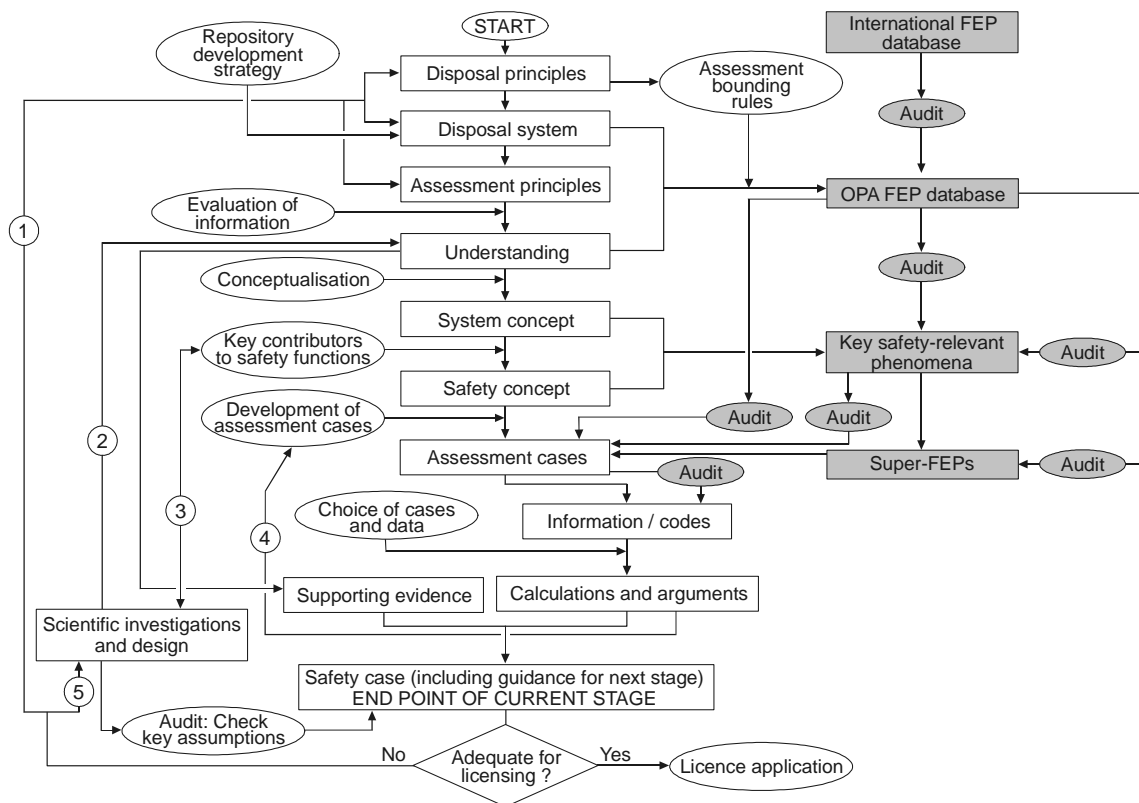 START
International FEP
database
Repository
development
strategy
Disposal principles
Assessment
bounding
rules
Audit
Disposal system
Assessment principles
OPA FEP database
Evaluation of
information
1
Understanding
Audit
Conceptualisation
System concept
Key contributors
to safety functions
Key safety-relevant
phenomena
Audit
Safety concept
Development of
assessment cases
Audit
Audit
2
Assessment cases
Audit
Super-FEPs
Audit
3
Choice of cases
and data
Information / codes
4
Supporting evidence
Calculations and arguments
Scientific investigations
and design
Safety case (including guidance for next stage)
END POINT OF CURRENT STAGE
5
Audit: Check
key assumptions
No
Adequate for
licensing ?
Yes
Licence application